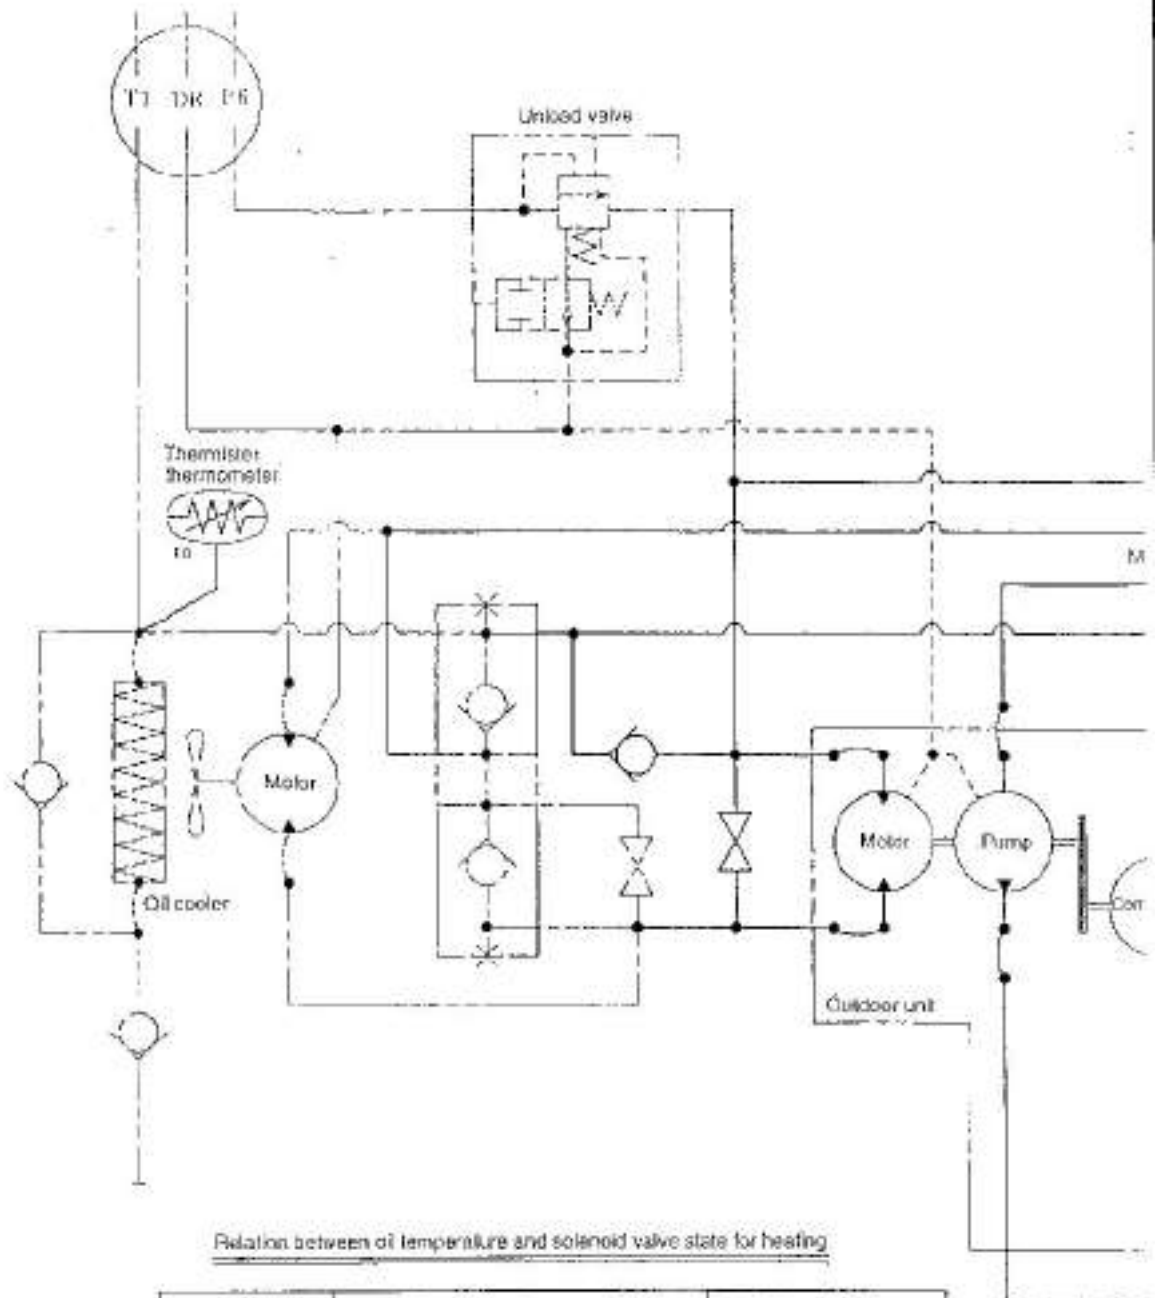 T1 DR P6
Unload valve
Thermister
thermometer
Motor
Motor
Pump
Oil cooler
Outdoor unit
Relation between oil temperature and solenoid valve state for heating